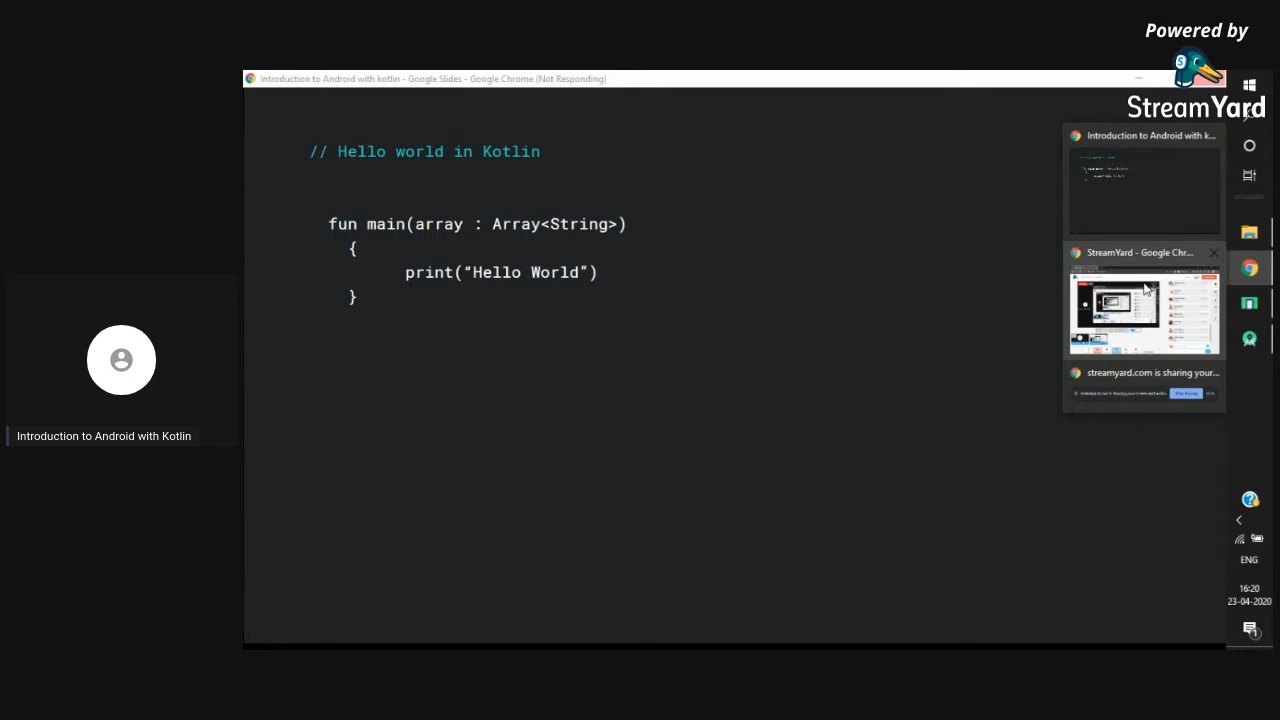 Powered by
StreamYard
Introduction to Android with kotlin - Google Slides - Google Chrome (Not Responding)
// Hello world in Kotlin
fun main(array : Array<String>)
{
print(“Hello World”)
}
Introduction to Android with k...
StreamYard - Google Chr...
streamyard.com is sharing your...
Introduction to Android with Kotlin
ENG
16:20
23-04-2020
1